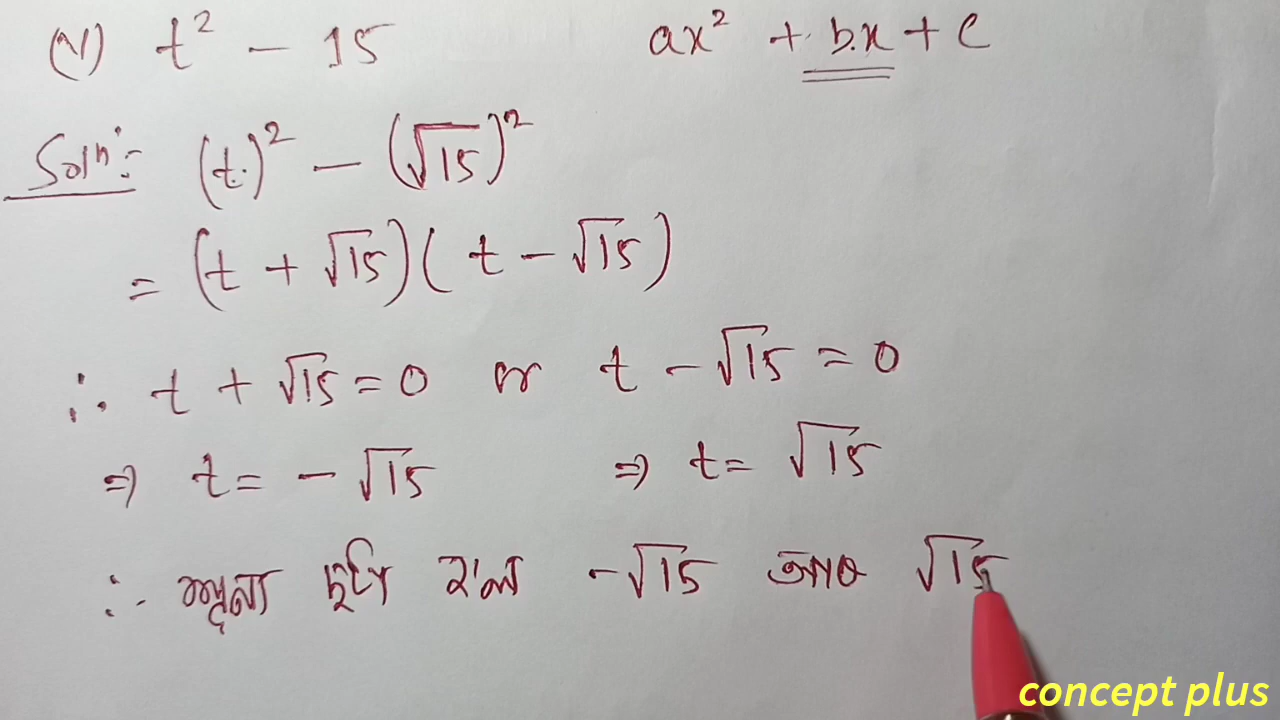 (v) t² - 15 ax² + bx + c
Solⁿ: (t)² - (√15)²
= (t + √15)(t - √15)
∴ t + √15 = 0 or t - √15 = 0
⇒ t = - √15 ⇒ t = √15
∴ শূন্য দুটা হ'ল -√15 আৰু √15
concept plus